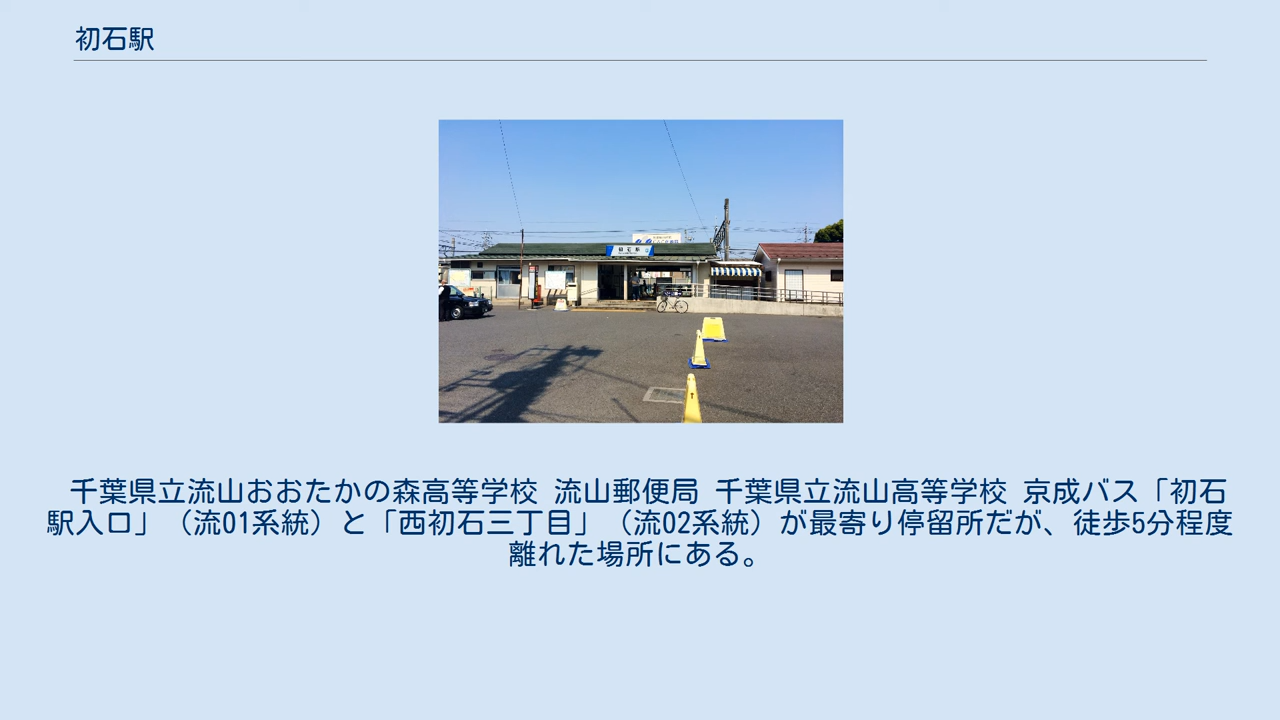 初石駅
初石駅
千葉県立流山おおたかの森高等学校 流山郵便局 千葉県立流山高等学校 京成バス「初石
駅入口」（流01系統）と「西初石三丁目」（流02系統）が最寄り停留所だが、徒歩5分程度
離れた場所にある。